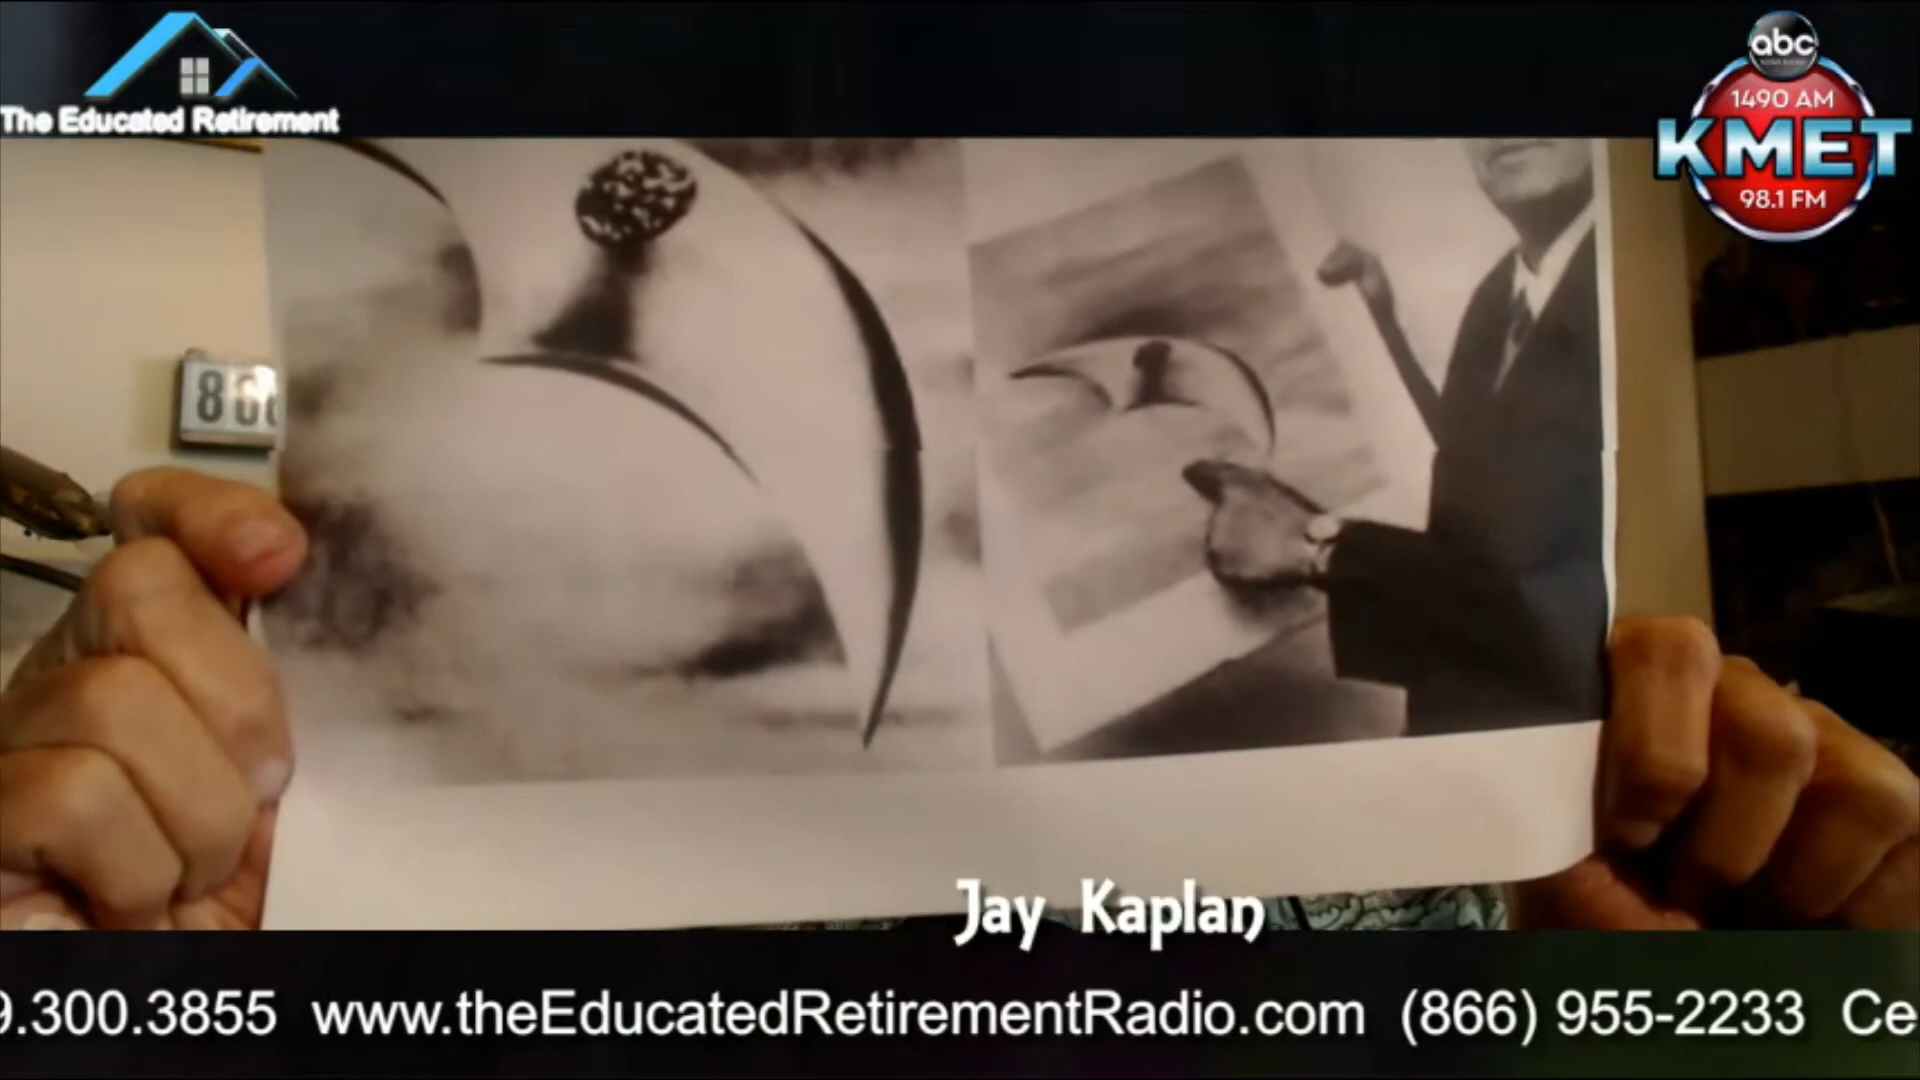 The Educated Retirement
abc
1490 AM
KMET
98.1 FM
Jay Kaplan
9.300.3855 www.theEducatedRetirementRadio.com (866) 955-2233 Ce